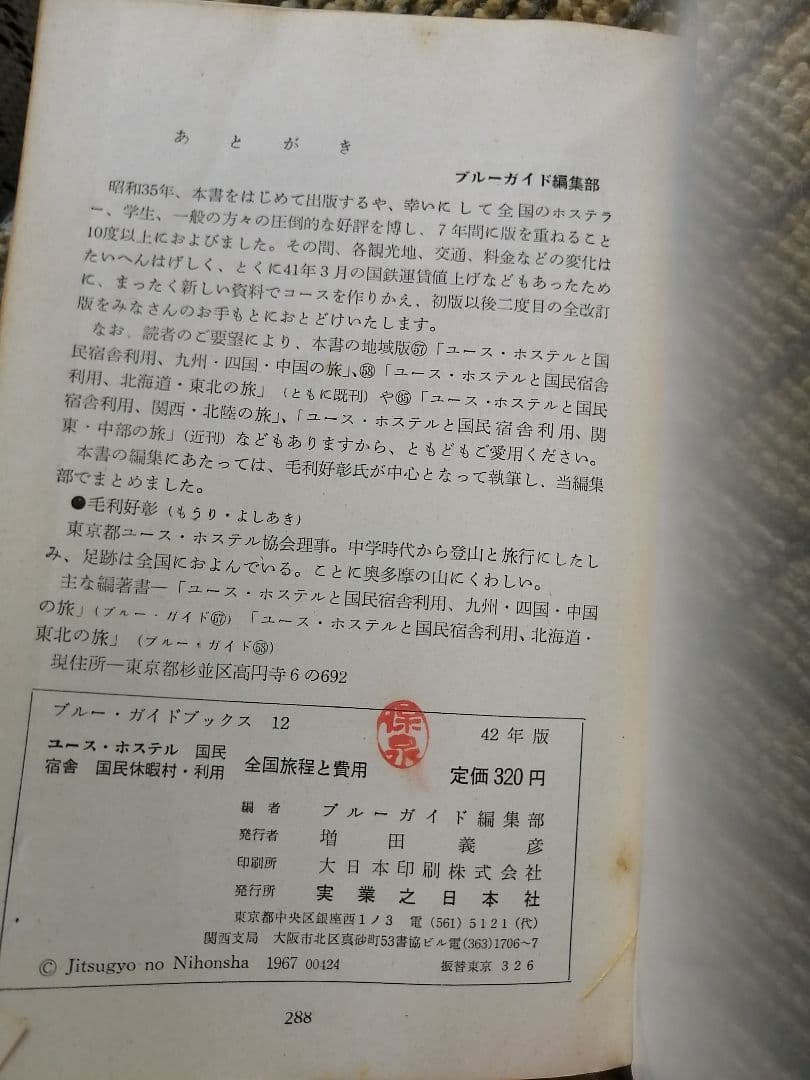 あとがき
ブルーガイド編集部
昭和35年、本書をはじめて出版するや、幸いにして全国のホステラ
ー、学生、一般の方々の圧倒的な好評を博し、7年間に版を重ねること
10度以上におよびました。その間、各観光地、交通、料金などの変化は
たいへんはげしく、とくに41年3月の国鉄運賃値上げなどもあったため
に、まったく新しい資料でコースを作りかえ、初版以後二度目の全改訂
版をみなさんのお手もとにおとどけいたします。
なお、読者のご要望により、本書の地域版㊼「ユース・ホステルと国
民宿舎利用、九州・四国・中国の旅」、「ユース・ホステルと国民宿舎
利用、北海道・東北の旅」(ともに既刊)や「ユース・ホステルと国民
宿舎利用、関西・北陸の旅」、「ユース・ホステルと国民宿舎利用、関
東・中部の旅」(近刊)などもありますから、ともどもご愛用ください。
本書の編集にあたっては、毛利好彰氏が中心となって執筆し、当編集
部でまとめました。
●毛利好彰(もうり・よしあき)
東京都ユース・ホステル協会理事。中学時代から登山と旅行にしたし
み、足跡は全国におよんでいる。ことに奥多摩の山にくわしい。
主な編著書―「ユース・ホステルと国民宿舎利用、九州・四国・中国
の旅」(ブルー・ガイド57)「ユース・ホステルと国民宿舎利用、北海道・
東北の旅」(ブルー・ガイド58)
現住所―東京都杉並区高円寺6の692
ブルー・ガイドブックス 12
42年版
ユース・ホステル 国民
宿舎 国民休暇村・利用
全国旅程と費用
保泉
定価320円
編者 ブルーガイド編集部
発行者 増田義彦
印刷所 大日本印刷株式会社
発行所 実業之日本社
東京都中央区銀座西1ノ3 電(561)5121(代)
関西支局 大阪市北区真砂町53書協ビル電(363)1706~7
© Jitsugyo no Nihonsha 1967 00424
振替東京 326
288